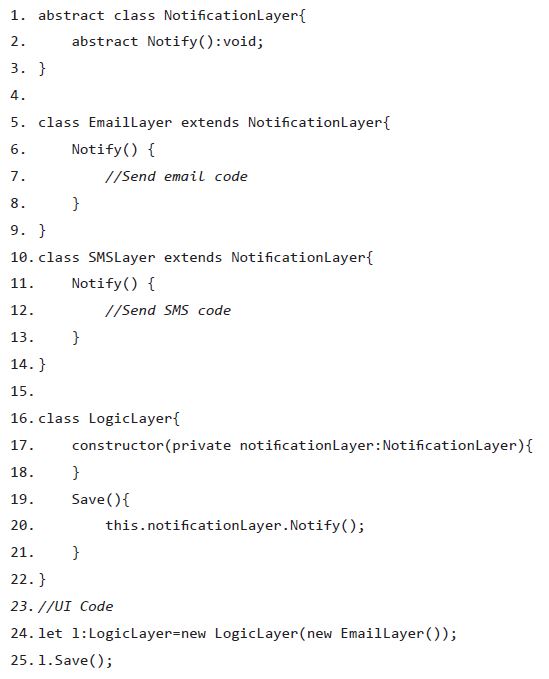 1. abstract class NotificationLayer{
2.     abstract Notify():void;
3. }
4.
5. class EmailLayer extends NotificationLayer{
6.     Notify() {
7.         //Send email code
8.     }
9. }
10. class SMSLayer extends NotificationLayer{
11.     Notify() {
12.         //Send SMS code
13.     }
14. }
15.
16. class LogicLayer{
17.     constructor(private notificationLayer:NotificationLayer){
18.     }
19.     Save(){
20.         this.notificationLayer.Notify();
21.     }
22. }
23. //UI Code
24. let l:LogicLayer=new LogicLayer(new EmailLayer());
25. l.Save();